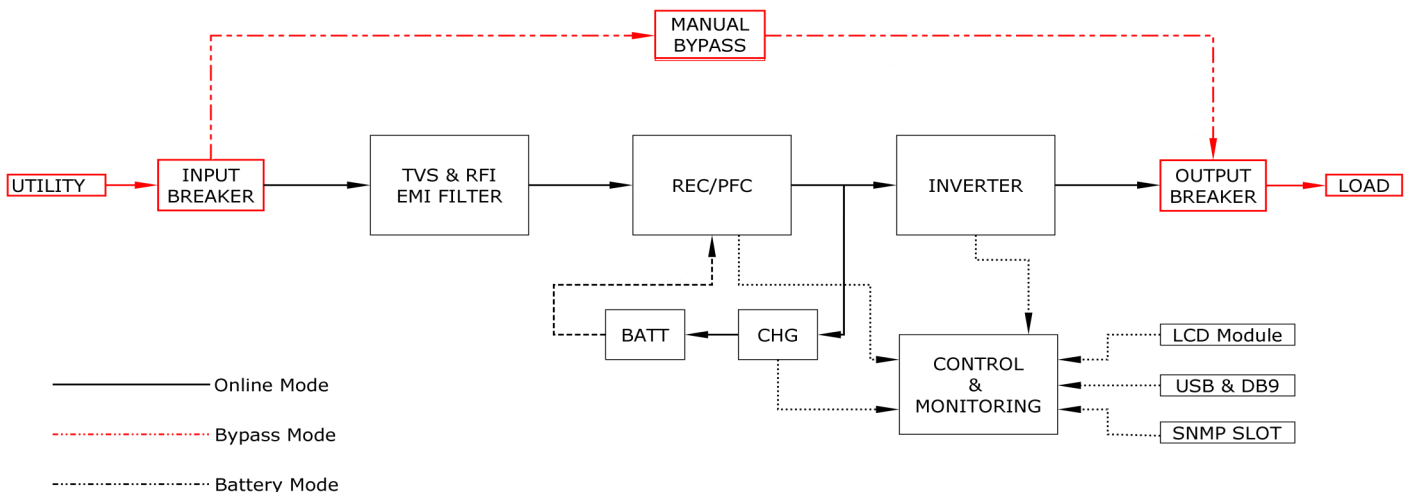 MANUAL
BYPASS
UTILITY
INPUT
BREAKER
TVS & RFI
EMI FILTER
REC/PFC
INVERTER
OUTPUT
BREAKER
LOAD
BATT
CHG
CONTROL
&
MONITORING
LCD Module
USB & DB9
SNMP SLOT
Online Mode
Bypass Mode
Battery Mode